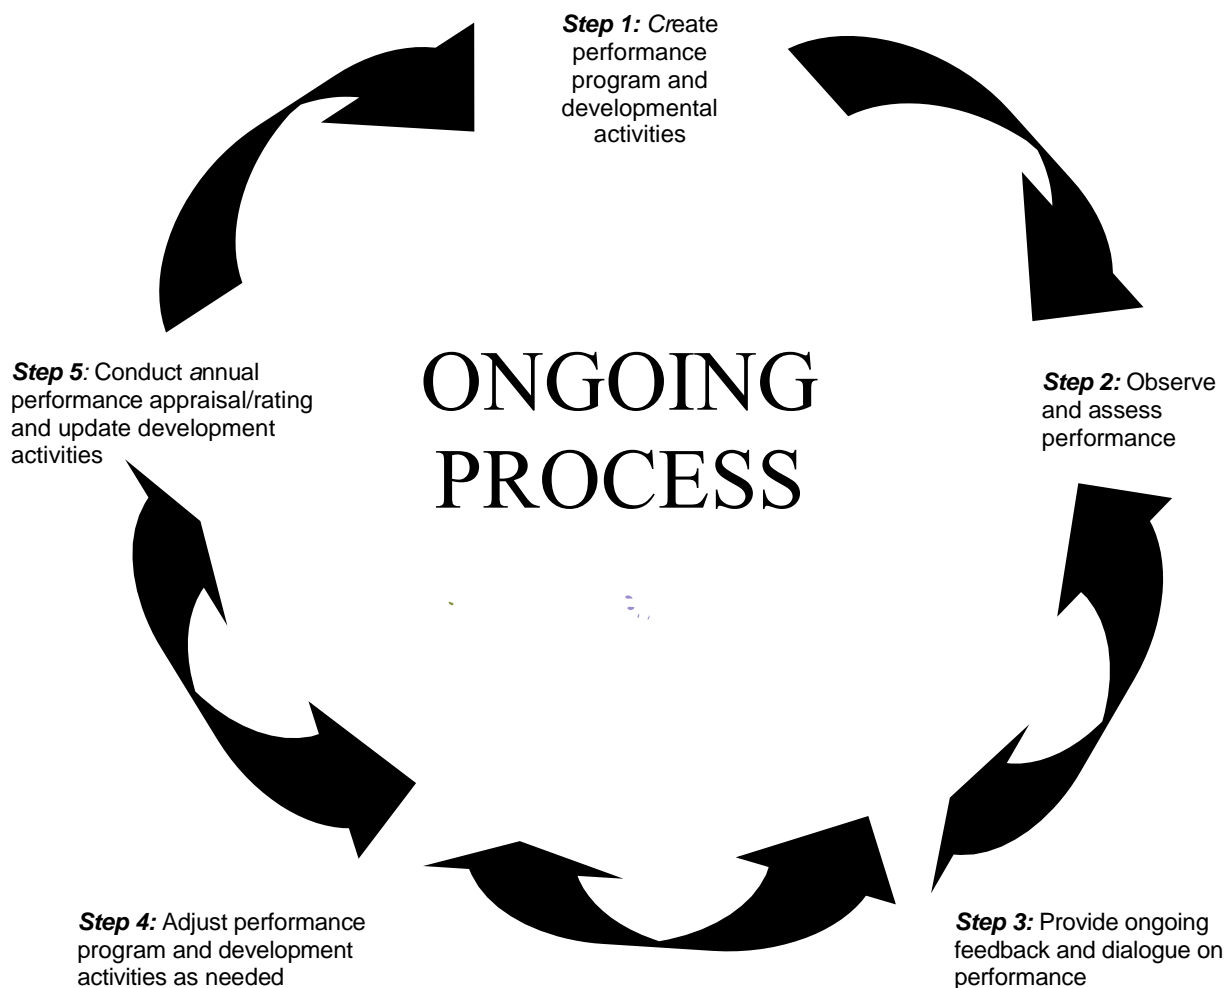 Step 1: Create
performance
program and
developmental
activities
ONGOING
PROCESS
Step 2: Observe
and assess
performance
Step 3: Provide ongoing
feedback and dialogue on
performance
Step 4: Adjust performance
program and development
activities as needed
Step 5: Conduct annual
performance appraisal/rating
and update development
activities